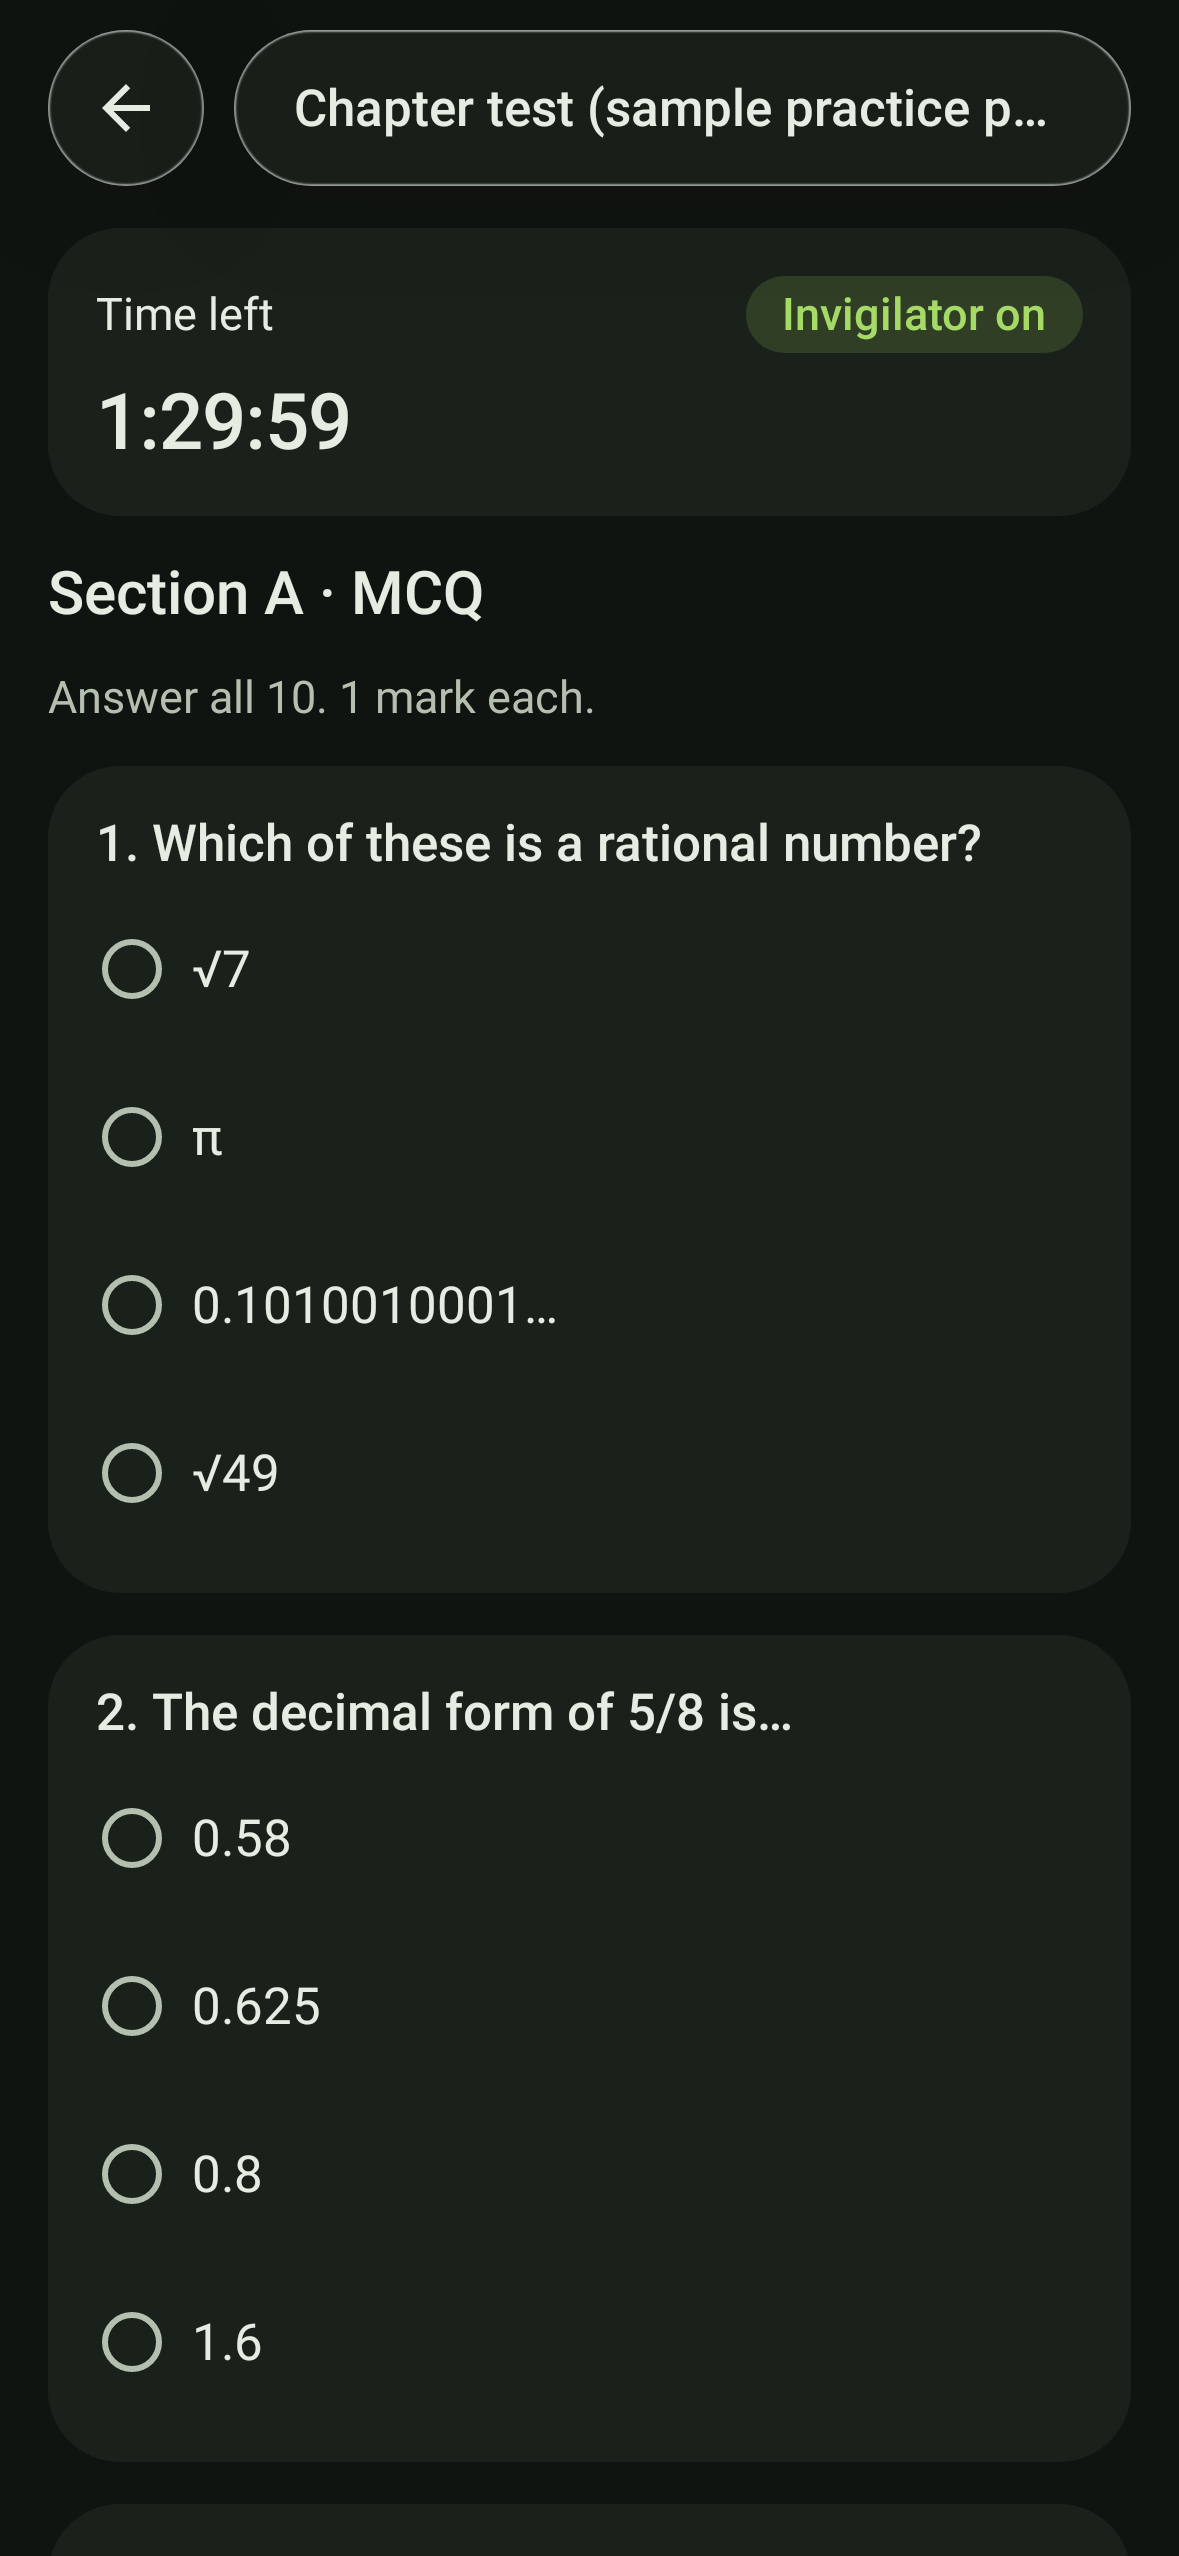 Chapter test (sample practice p...
Time left
Invigilator on
1:29:59
Section A · MCQ
Answer all 10. 1 mark each.
1. Which of these is a rational number?
√7
π
0.1010010001...
√49
2. The decimal form of 5/8 is...
0.58
0.625
0.8
1.6